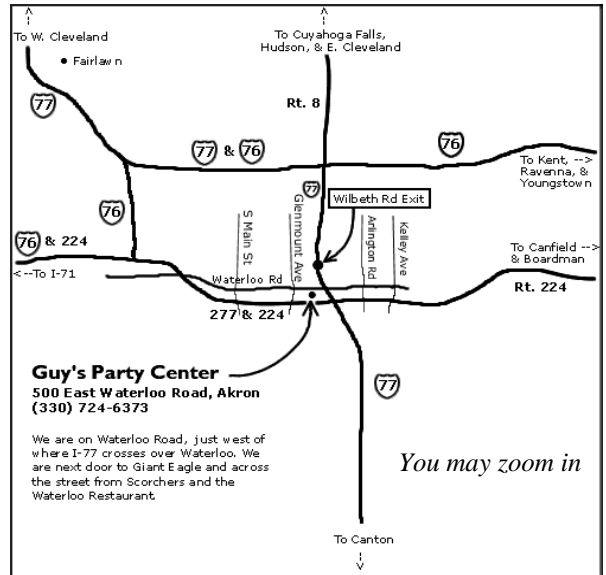 To W. Cleveland
Fairlawn
To Cuyahoga Falls,
Hudson, & E. Cleveland
77
Rt. 8
77 & 76
76
To Kent, -->
Ravenna, &
Youngstown
76
77
Wilbeth Rd Exit
S Main St
Glenmount Ave
Arlington Rd
Kelley Ave
76 & 224
<--To I-71
Waterloo Rd
To Canfield -->
& Boardman
Rt. 224
277 & 224
Guy's Party Center
500 East Waterloo Road, Akron
(330) 724-6373
77
We are on Waterloo Road, just west of
where I-77 crosses over Waterloo. We
are next door to Giant Eagle and across
the street from Scorchers and the
Waterloo Restaurant.
You may zoom in
To Canton